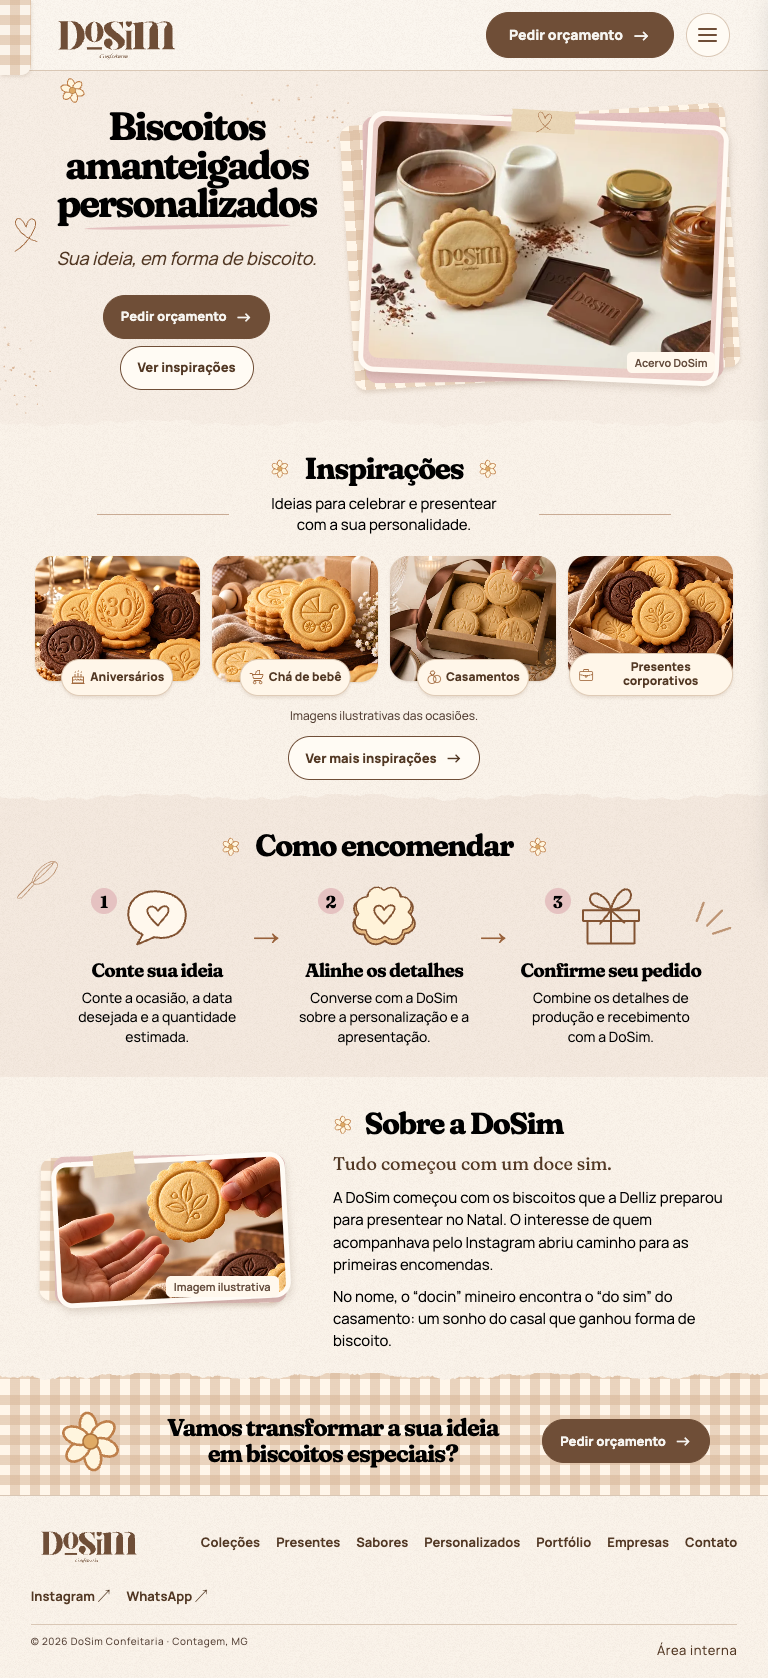 DoSim
Confeitaria
Pedir orçamento →
Biscoitos
amanteigados
personalizados
Sua ideia, em forma de biscoito.
Pedir orçamento →
Ver inspirações
DoSim
DoSim
DoSim
Acervo DoSim
Inspirações
Ideias para celebrar e presentear
com a sua personalidade.
30
50
Aniversários
Chá de bebê
Casamentos
Presentes
corporativos
Imagens ilustrativas das ocasiões.
Ver mais inspirações →
Como encomendar
1
2
3
→
→
Conte sua ideia
Alinhe os detalhes
Confirme seu pedido
Conte a ocasião, a data
desejada e a quantidade
estimada.
Converse com a DoSim
sobre a personalização e a
apresentação.
Combine os detalhes de
produção e recebimento
com a DoSim.
Sobre a DoSim
Tudo começou com um doce sim.
A DoSim começou com os biscoitos que a Delliz preparou
para presentear no Natal. O interesse de quem
acompanhava pelo Instagram abriu caminho para as
primeiras encomendas.
No nome, o “docin” mineiro encontra o “do sim” do
casamento: um sonho do casal que ganhou forma de
biscoito.
Imagem ilustrativa
Vamos transformar a sua ideia
em biscoitos especiais?
Pedir orçamento →
DoSim
Confeitaria
Coleções Presentes Sabores Personalizados Portfólio Empresas Contato
Instagram ↗ WhatsApp ↗
© 2026 DoSim Confeitaria · Contagem, MG
Área interna